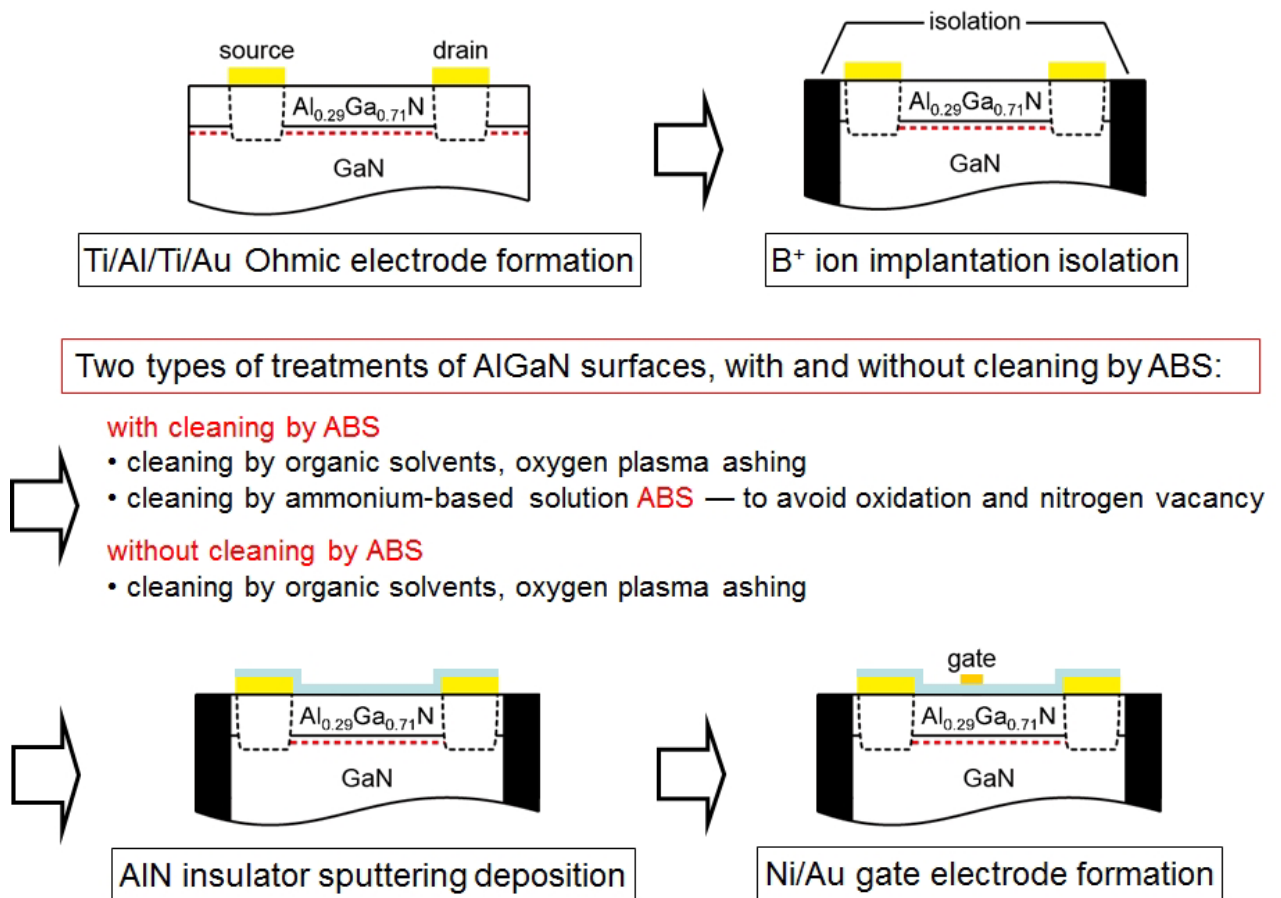 source drain
Al₀.₂₉Ga₀.₇₁N
GaN
Ti/Al/Ti/Au Ohmic electrode formation
isolation
Al₀.₂₉Ga₀.₇₁N
GaN
B⁺ ion implantation isolation
Two types of treatments of AlGaN surfaces, with and without cleaning by ABS:
with cleaning by ABS
• cleaning by organic solvents, oxygen plasma ashing
• cleaning by ammonium-based solution ABS — to avoid oxidation and nitrogen vacancy
without cleaning by ABS
• cleaning by organic solvents, oxygen plasma ashing
Al₀.₂₉Ga₀.₇₁N
GaN
AlN insulator sputtering deposition
gate
Al₀.₂₉Ga₀.₇₁N
GaN
Ni/Au gate electrode formation